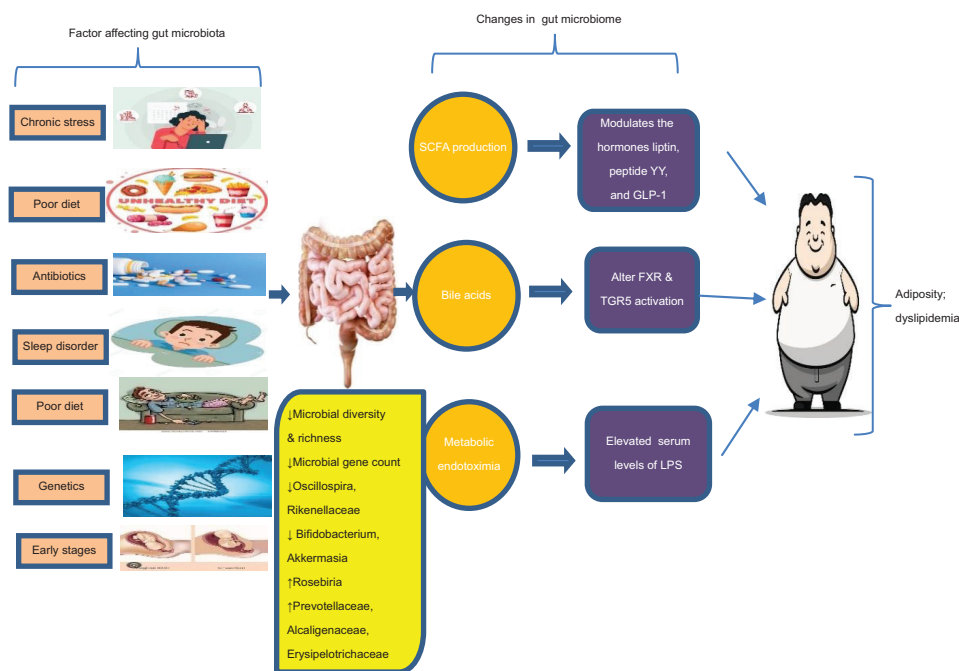 Factor affecting gut microbiota
Changes in gut microbiome
Chronic stress
Poor diet
UNHEALTHY DIET
Antibiotics
Sleep disorder
Poor diet
Genetics
Early stages
↓Microbial diversity
& richness
↓Microbial gene count
↓Oscillospira,
Rikenellaceae
↓ Bifidobacterium,
Akkermasia
↑Rosebiria
↑Prevotellaceae,
Alcaligenaceae,
Erysipelotrichaceae
SCFA production
Modulates the
hormones liptin,
peptide YY,
and GLP-1
Bile acids
Alter FXR &
TGR5 activation
Metabolic
endotoximia
Elevated serum
levels of LPS
Adiposity;
dyslipidemia